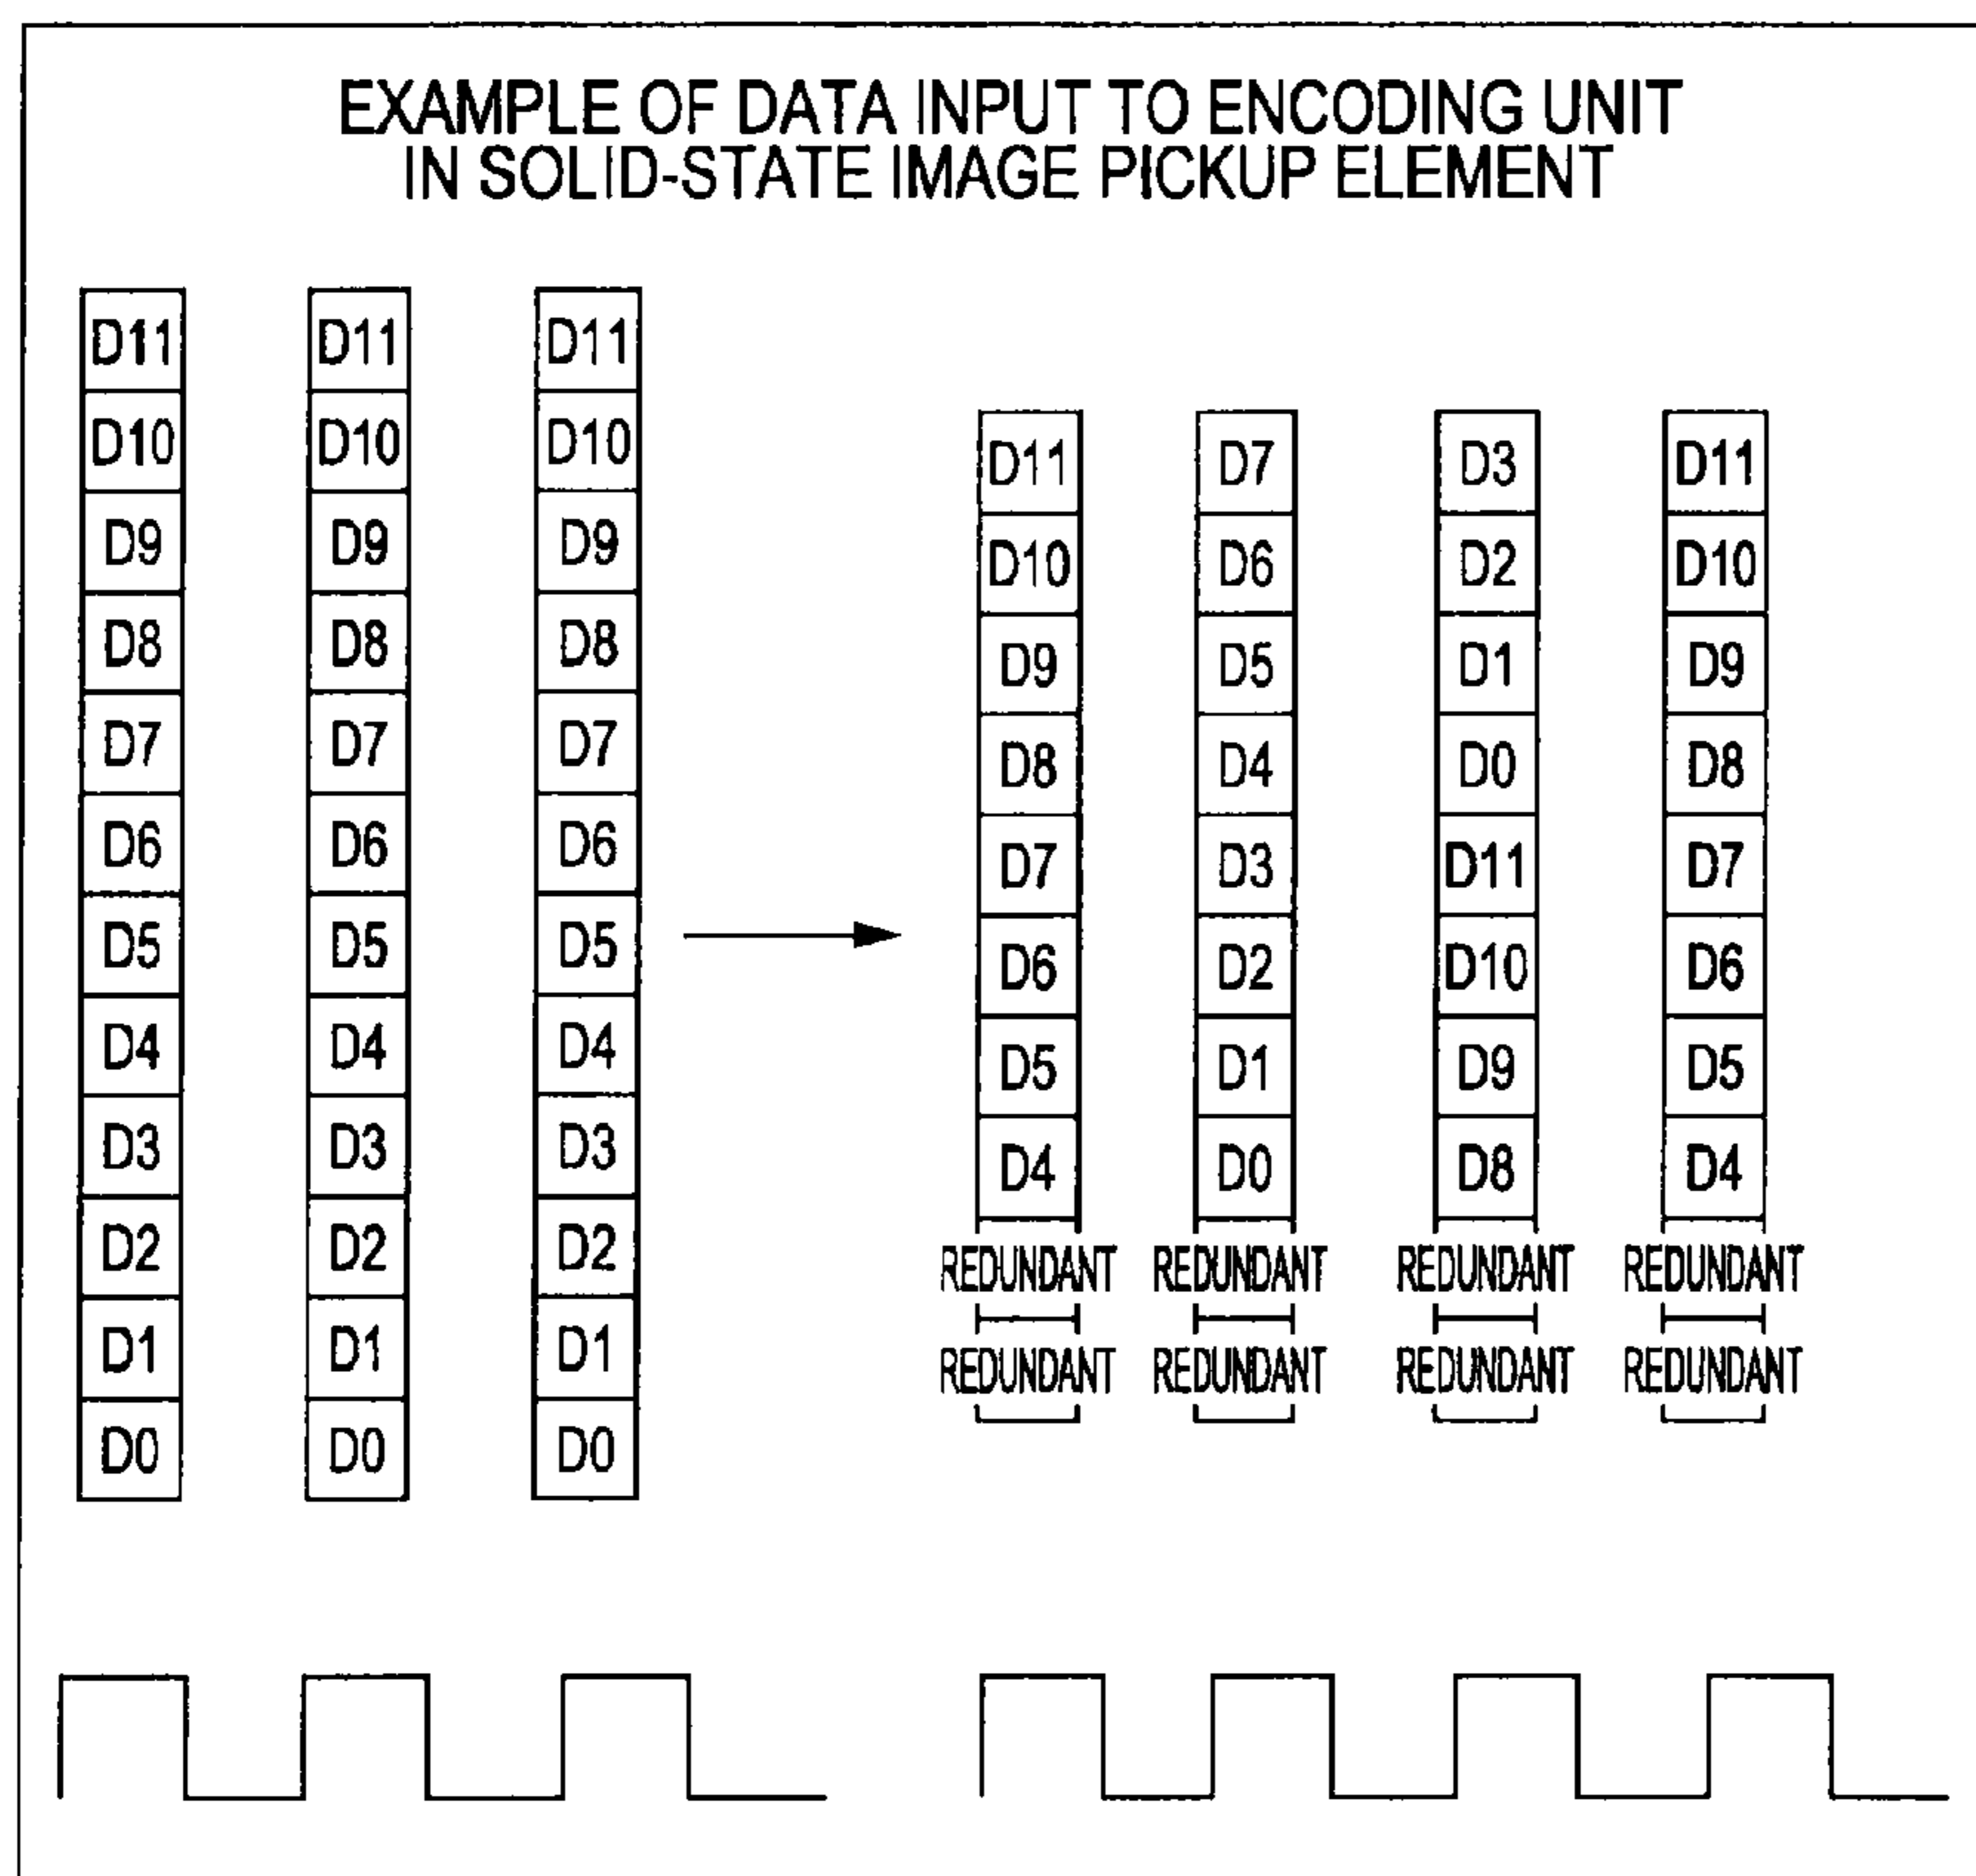 EXAMPLE OF DATA INPUT TO ENCODING UNIT
IN SOLID-STATE IMAGE PICKUP ELEMENT
D11
D10
D9
D8
D7
D6
D5
D4
D3
D2
D1
D0
D11
D10
D9
D8
D7
D6
D5
D4
D3
D2
D1
D0
D11
D10
D9
D8
D7
D6
D5
D4
D3
D2
D1
D0
D11
D10
D9
D8
D7
D6
D5
D4
REDUNDANT
REDUNDANT
D7
D6
D5
D4
D3
D2
D1
D0
REDUNDANT
REDUNDANT
D3
D2
D1
D0
D11
D10
D9
D8
REDUNDANT
REDUNDANT
D11
D10
D9
D8
D7
D6
D5
D4
REDUNDANT
REDUNDANT